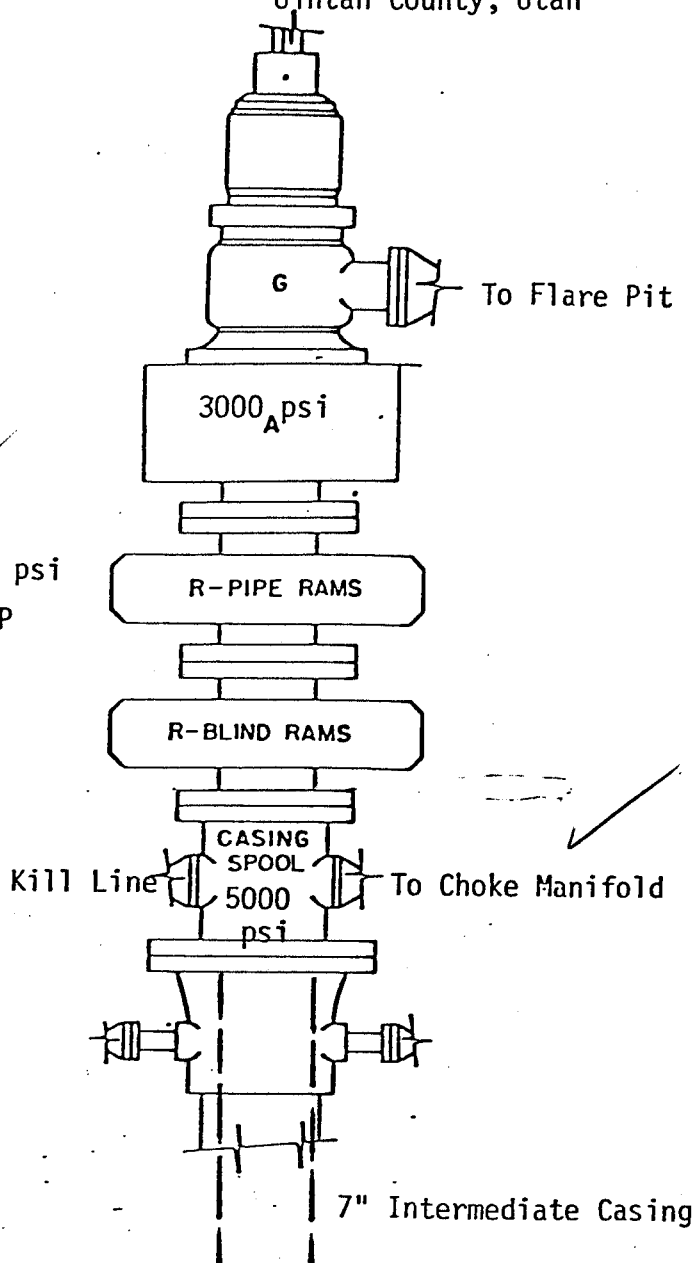 Uintah County, Utah
G
To Flare Pit
3000 psi
A
psi
P
R-PIPE RAMS
R-BLIND RAMS
CASING
SPOOL
5000
psi
Kill Line
To Choke Manifold
7" Intermediate Casing